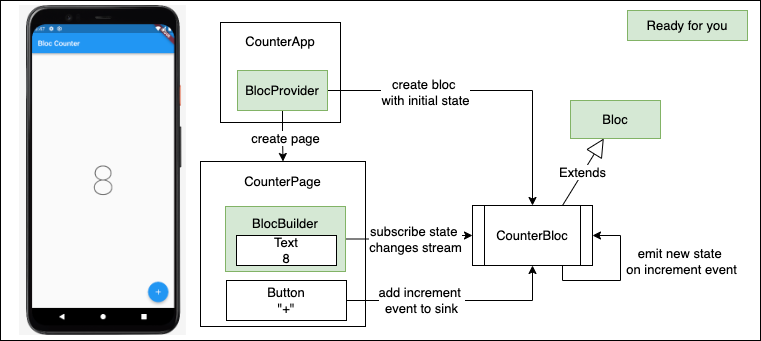 Bloc Counter
8
+
CounterApp
BlocProvider
create bloc
with initial state
create page
CounterPage
BlocBuilder
Text
8
subscribe state
changes stream
Button
"+"
add increment
event to sink
CounterBloc
Extends
Bloc
Ready for you
emit new state
on increment event